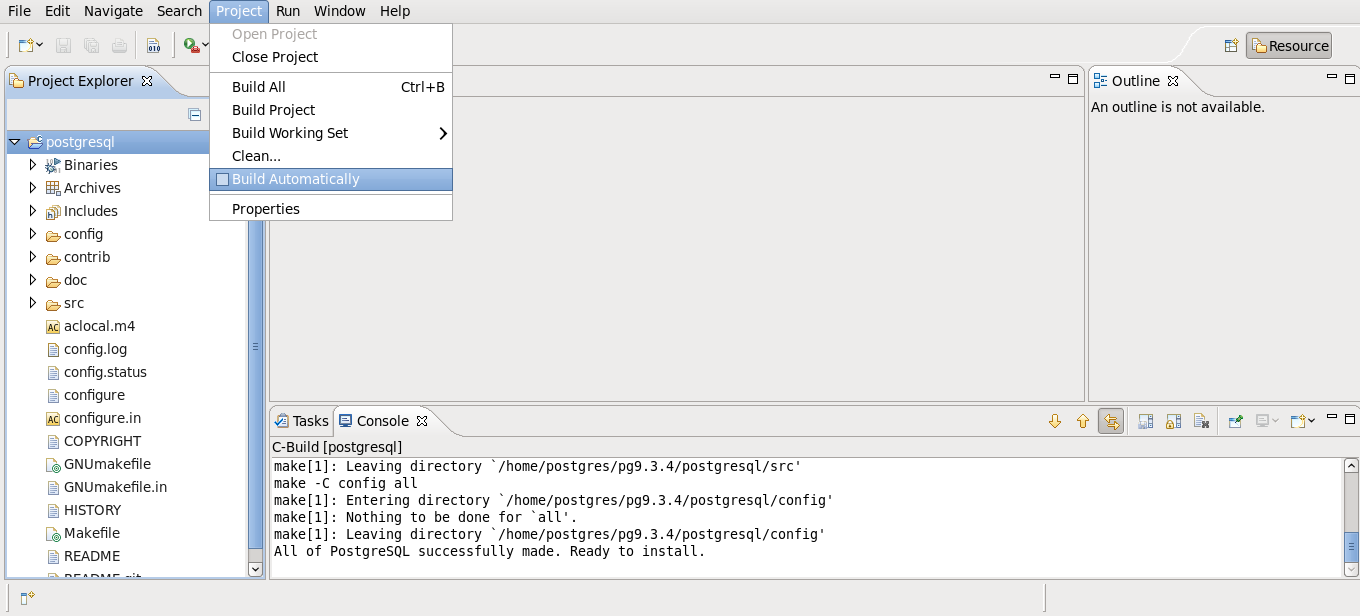 File Edit Navigate Search Project Run Window Help
Open Project
Close Project
Build All Ctrl+B
Build Project
Build Working Set
Clean...
Build Automatically
Properties
Resource
Project Explorer
postgresql
Binaries
Archives
Includes
config
contrib
doc
src
aclocal.m4
config.log
config.status
configure
configure.in
COPYRIGHT
GNUmakefile
GNUmakefile.in
HISTORY
Makefile
README
README.git
Outline
An outline is not available.
Tasks Console
C-Build [postgresql]
make[1]: Leaving directory `/home/postgres/pg9.3.4/postgresql/src'
make -C config all
make[1]: Entering directory `/home/postgres/pg9.3.4/postgresql/config'
make[1]: Nothing to be done for `all'.
make[1]: Leaving directory `/home/postgres/pg9.3.4/postgresql/config'
All of PostgreSQL successfully made. Ready to install.